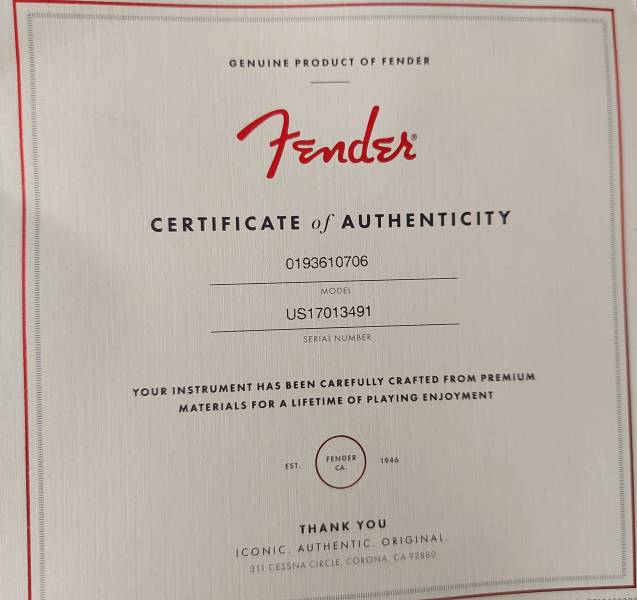 GENUINE PRODUCT OF FENDER
Fender®
CERTIFICATE of AUTHENTICITY
0193610706
MODEL
US17013491
SERIAL NUMBER
YOUR INSTRUMENT HAS BEEN CAREFULLY CRAFTED FROM PREMIUM
MATERIALS FOR A LIFETIME OF PLAYING ENJOYMENT
EST. FENDER CA. 1946
THANK YOU
ICONIC. AUTHENTIC. ORIGINAL.
311 CESSNA CIRCLE, CORONA, CA 92880